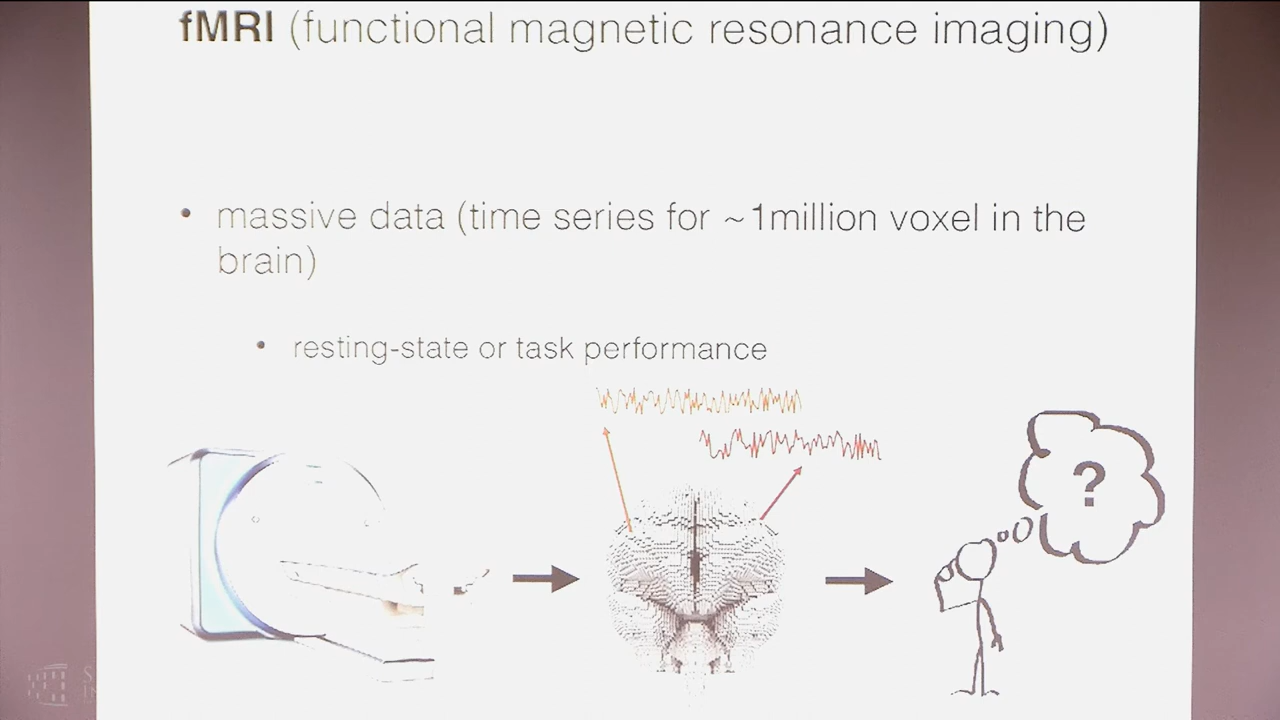 fMRI (functional magnetic resonance imaging)
• massive data (time series for ~1million voxel in the
brain)
• resting-state or task performance
?